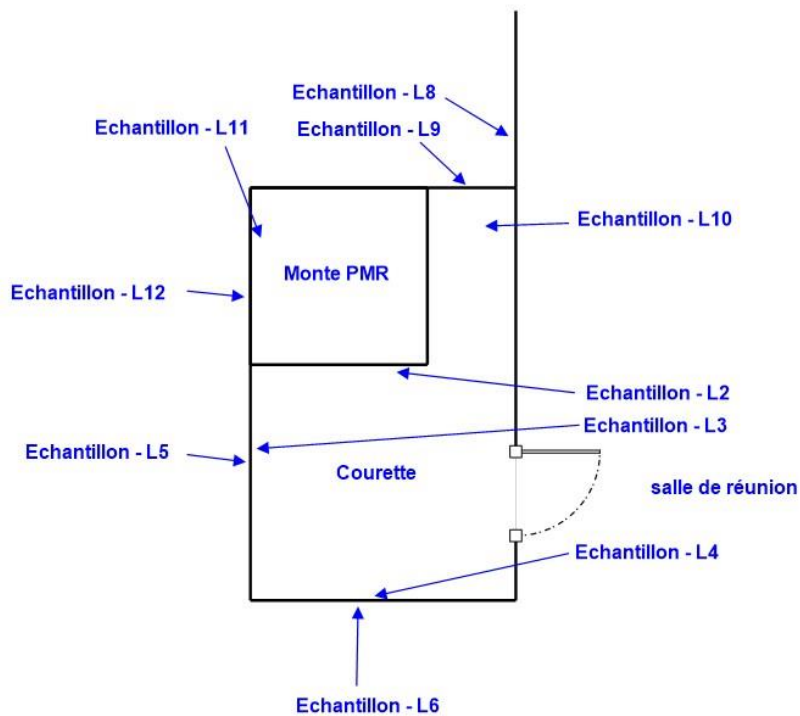 Echantillon - L8
Echantillon - L11
Echantillon - L9
Echantillon - L10
Monte PMR
Echantillon - L12
Echantillon - L2
Echantillon - L3
Echantillon - L5
Courette
salle de réunion
Echantillon - L4
Echantillon - L6